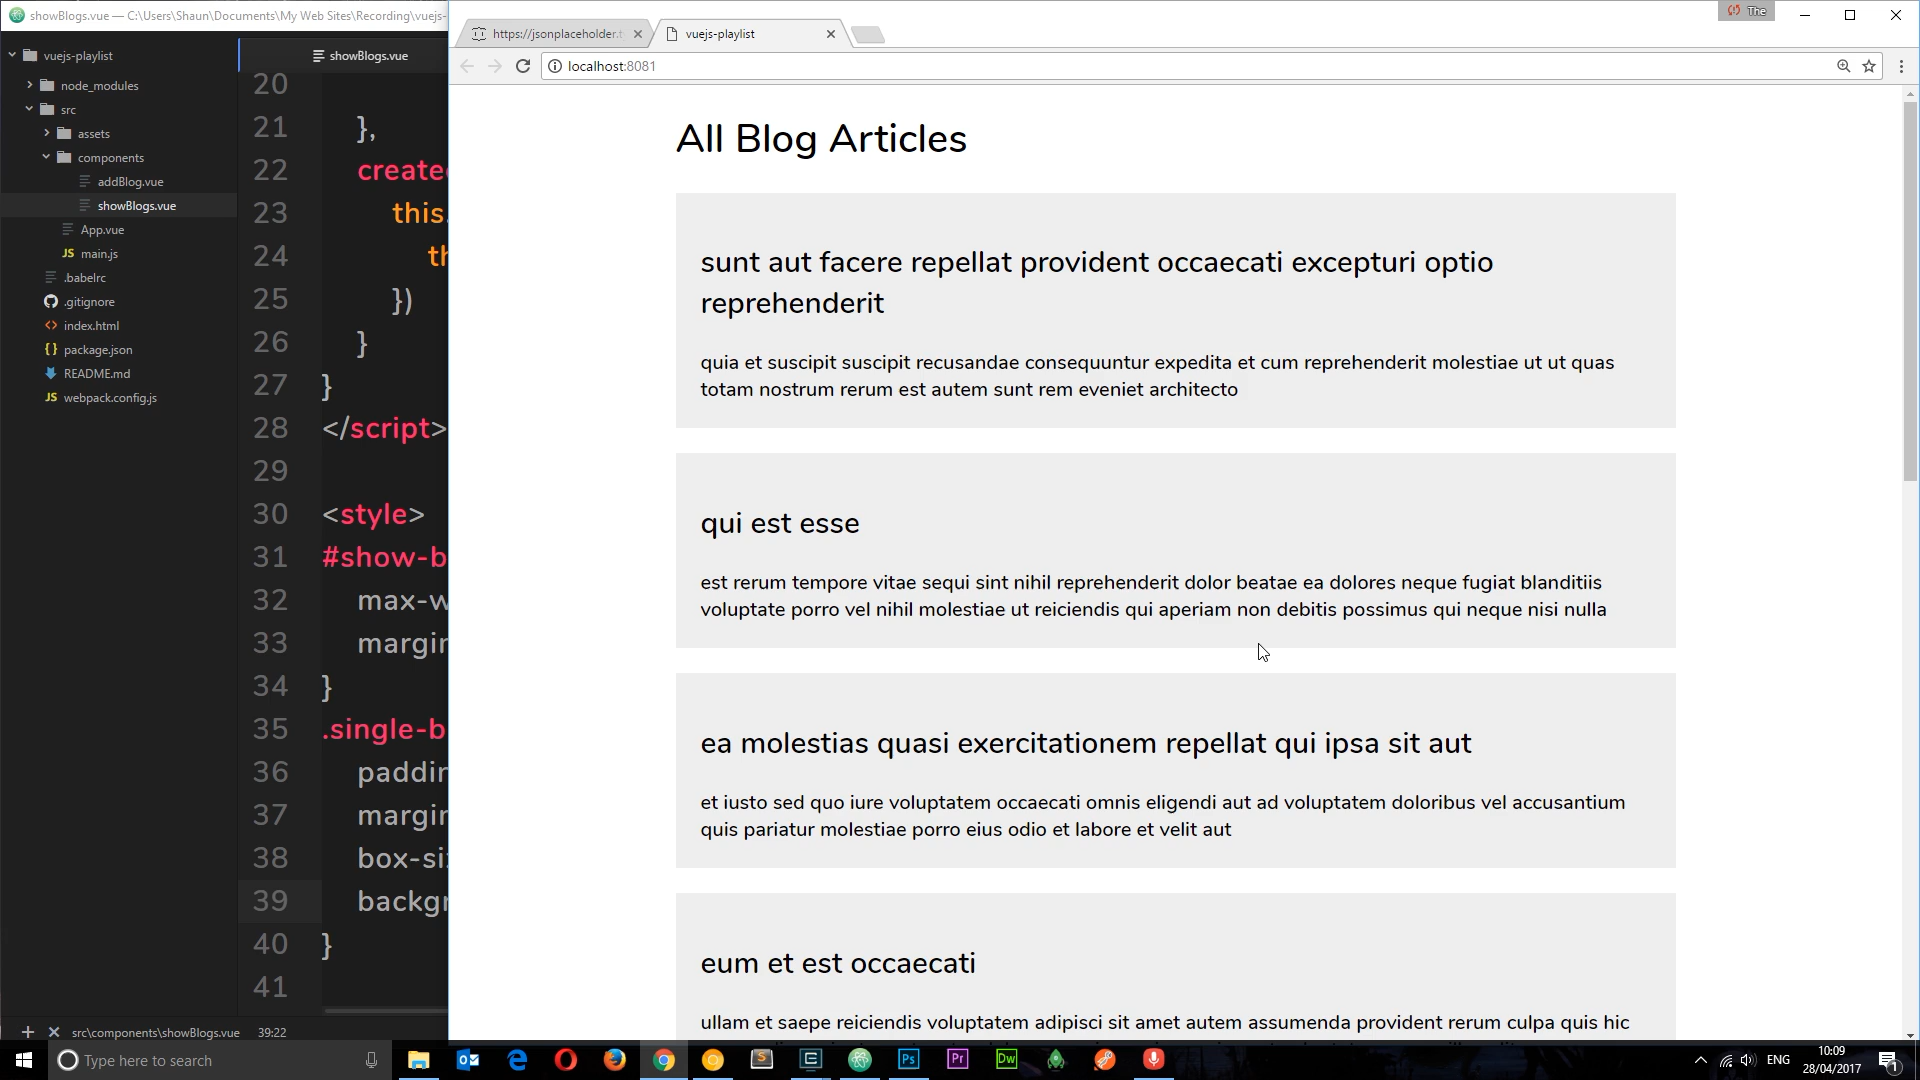 showBlogs.vue — C:\Users\Shaun\Documents\My Web Sites\Recording\vuejs-
The
https://jsonplaceholder.t
vuejs-playlist
localhost:8081
vuejs-playlist
node_modules
src
assets
components
addBlog.vue
showBlogs.vue
App.vue
JS main.js
.babelrc
.gitignore
<> index.html
{} package.json
README.md
JS webpack.config.js
showBlogs.vue
20
21 },
22 create
23 this.
24 th
25 })
26 }
27 }
28 </script>
29
30 <style>
31 #show-b
32 max-w
33 margin
34 }
35 .single-b
36 paddin
37 margin
38 box-si
39 backgr
40 }
41
All Blog Articles
sunt aut facere repellat provident occaecati excepturi optio
reprehenderit
quia et suscipit suscipit recusandae consequuntur expedita et cum reprehenderit molestiae ut ut quas
totam nostrum rerum est autem sunt rem eveniet architecto
qui est esse
est rerum tempore vitae sequi sint nihil reprehenderit dolor beatae ea dolores neque fugiat blanditiis
voluptate porro vel nihil molestiae ut reiciendis qui aperiam non debitis possimus qui neque nisi nulla
ea molestias quasi exercitationem repellat qui ipsa sit aut
et iusto sed quo iure voluptatem occaecati omnis eligendi aut ad voluptatem doloribus vel accusantium
quis pariatur molestiae porro eius odio et labore et velit aut
eum et est occaecati
ullam et saepe reiciendis voluptatem adipisci sit amet autem assumenda provident rerum culpa quis hic
src\components\showBlogs.vue 39:22
Type here to search
Ps
Pr
Dw
ENG
10:09
28/04/2017
1